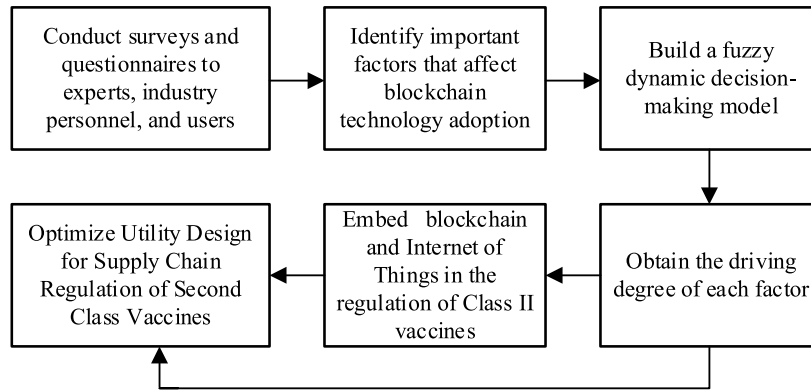 Conduct surveys and
questionnaires to
experts, industry
personnel, and users
Identify important
factors that affect
blockchain
technology adoption
Build a fuzzy
dynamic decision-
making model
Optimize Utility Design
for Supply Chain
Regulation of Second
Class Vaccines
Embed blockchain
and Internet of
Things in the
regulation of Class II
vaccines
Obtain the driving
degree of each factor